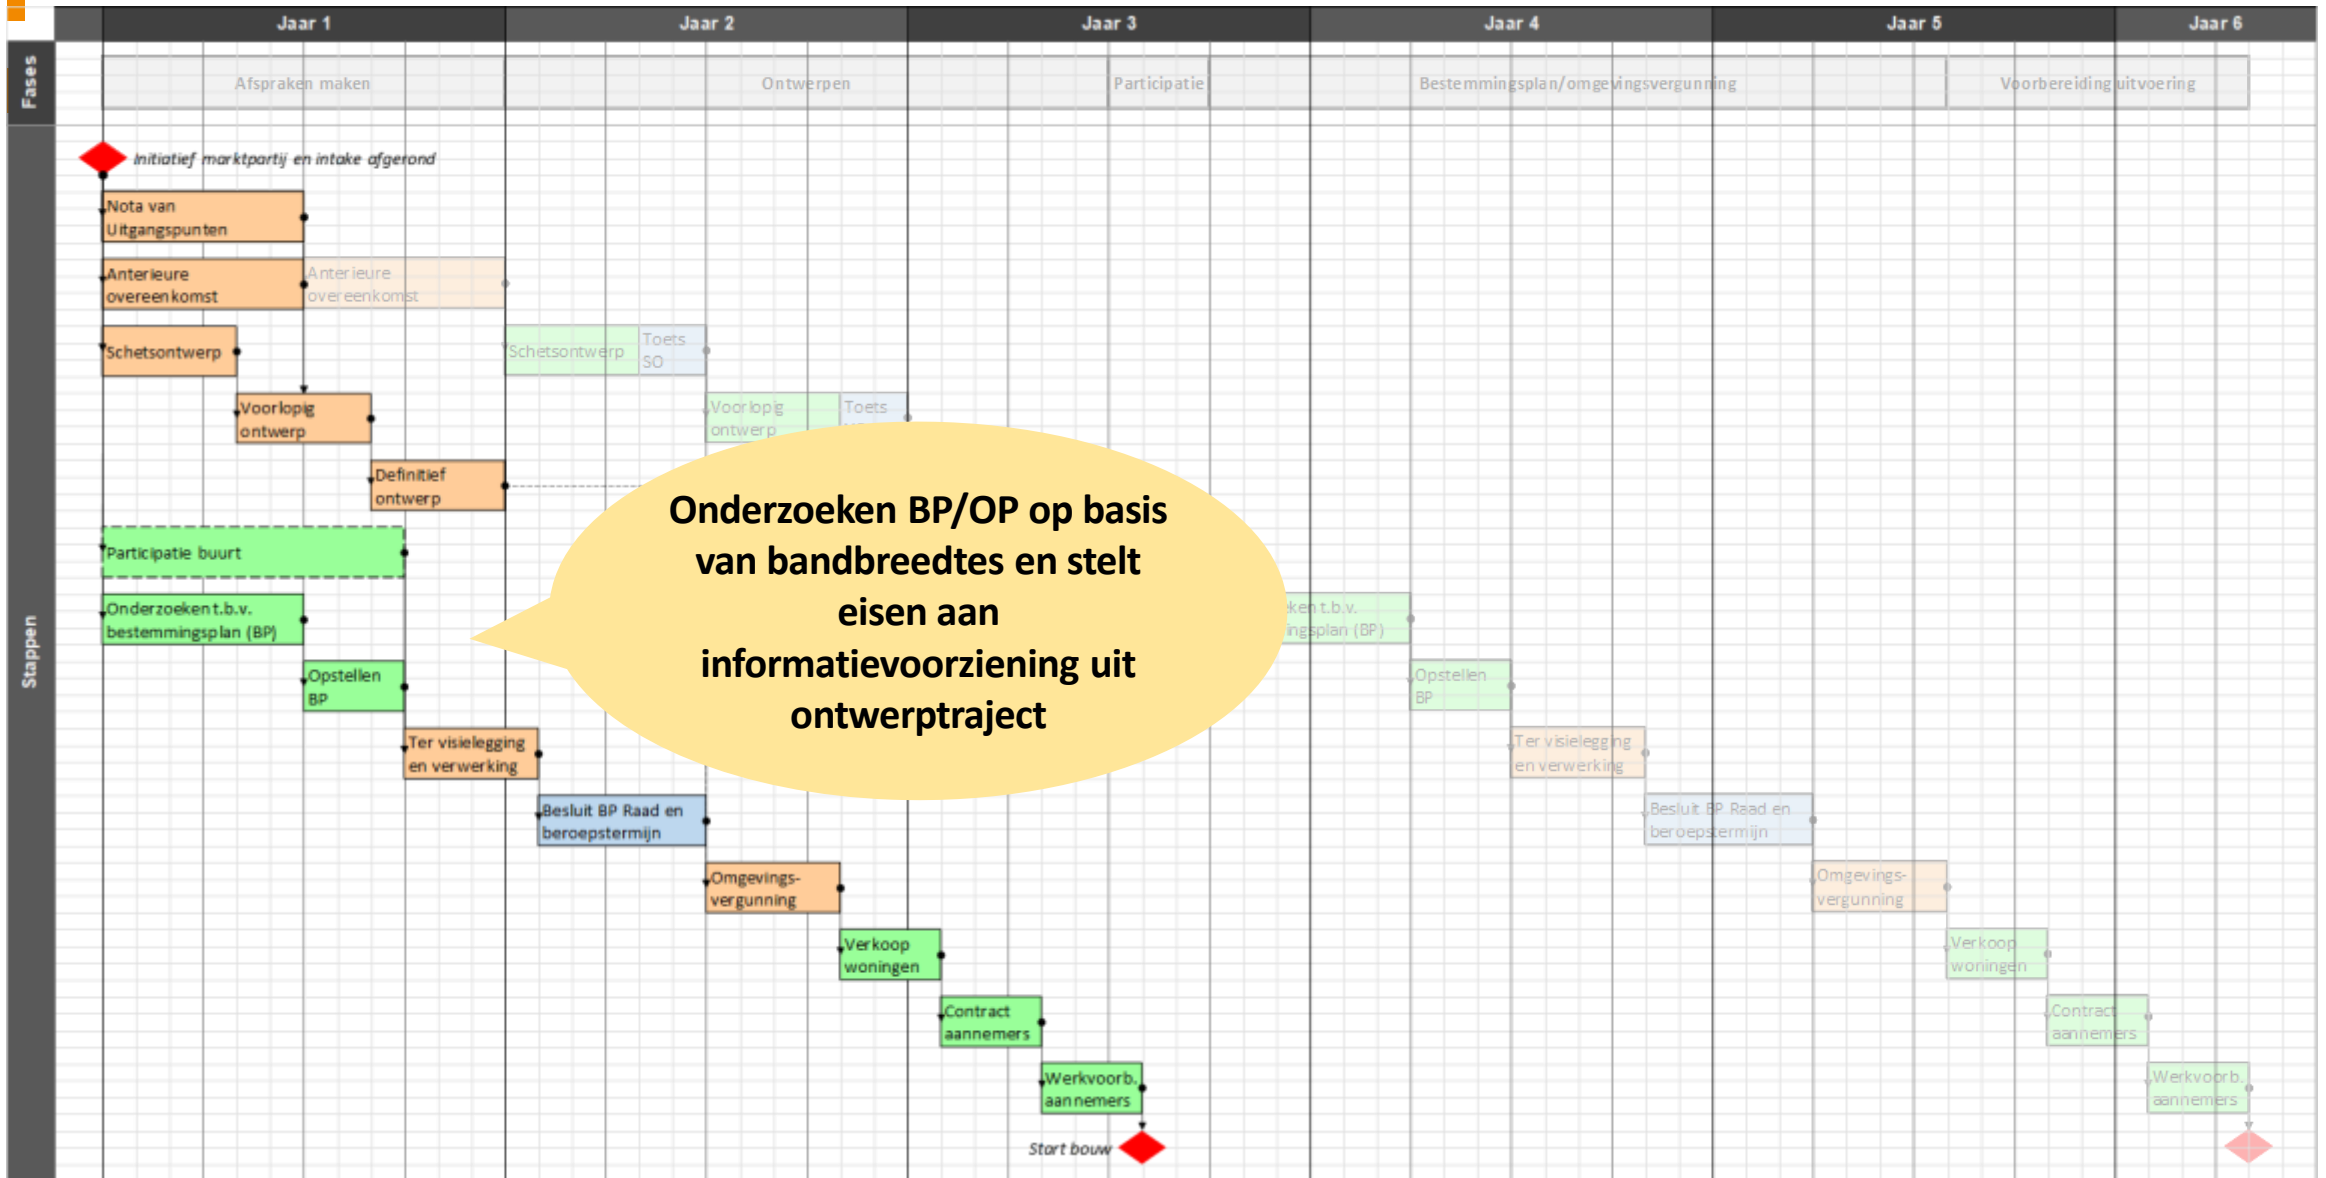 Jaar 1
Jaar 2
Jaar 3
Jaar 4
Jaar 5
Jaar 6
Fases
Afspraken maken
Ontwerpen
Participatie
Bestemmingsplan/omgevingsvergunning
Voorbereiding uitvoering
Stappen
Initiatief marktpartij en intake afgerond
Nota van
Uitgangspunten
Anterieure
overeenkomst
Anterieure
overeenkomst
Schetsontwerp
Schetsontwerp
Toets
SO
Voorlopig
ontwerp
Voorlopig
ontwerp
Toets
Definitief
ontwerp
Onderzoeken BP/OP op basis
van bandbreedtes en stelt
eisen aan
informatievoorziening uit
ontwerptraject
Participatie buurt
Onderzoeken t.b.v.
bestemmingsplan (BP)
ken t.b.v.
ingsplan (BP)
Opstellen
BP
Opstellen
BP
Ter visielegging
en verwerking
Ter visielegging
en verwerking
Besluit BP Raad en
beroepstermijn
Besluit BP Raad en
beroepstermijn
Omgevings-
vergunning
Omgevings-
vergunning
Verkoop
woningen
Verkoop
woningen
Contract
aannemers
Contract
aannemers
Werkvoorb.
aannemers
Werkvoorb.
aannemers
Start bouw